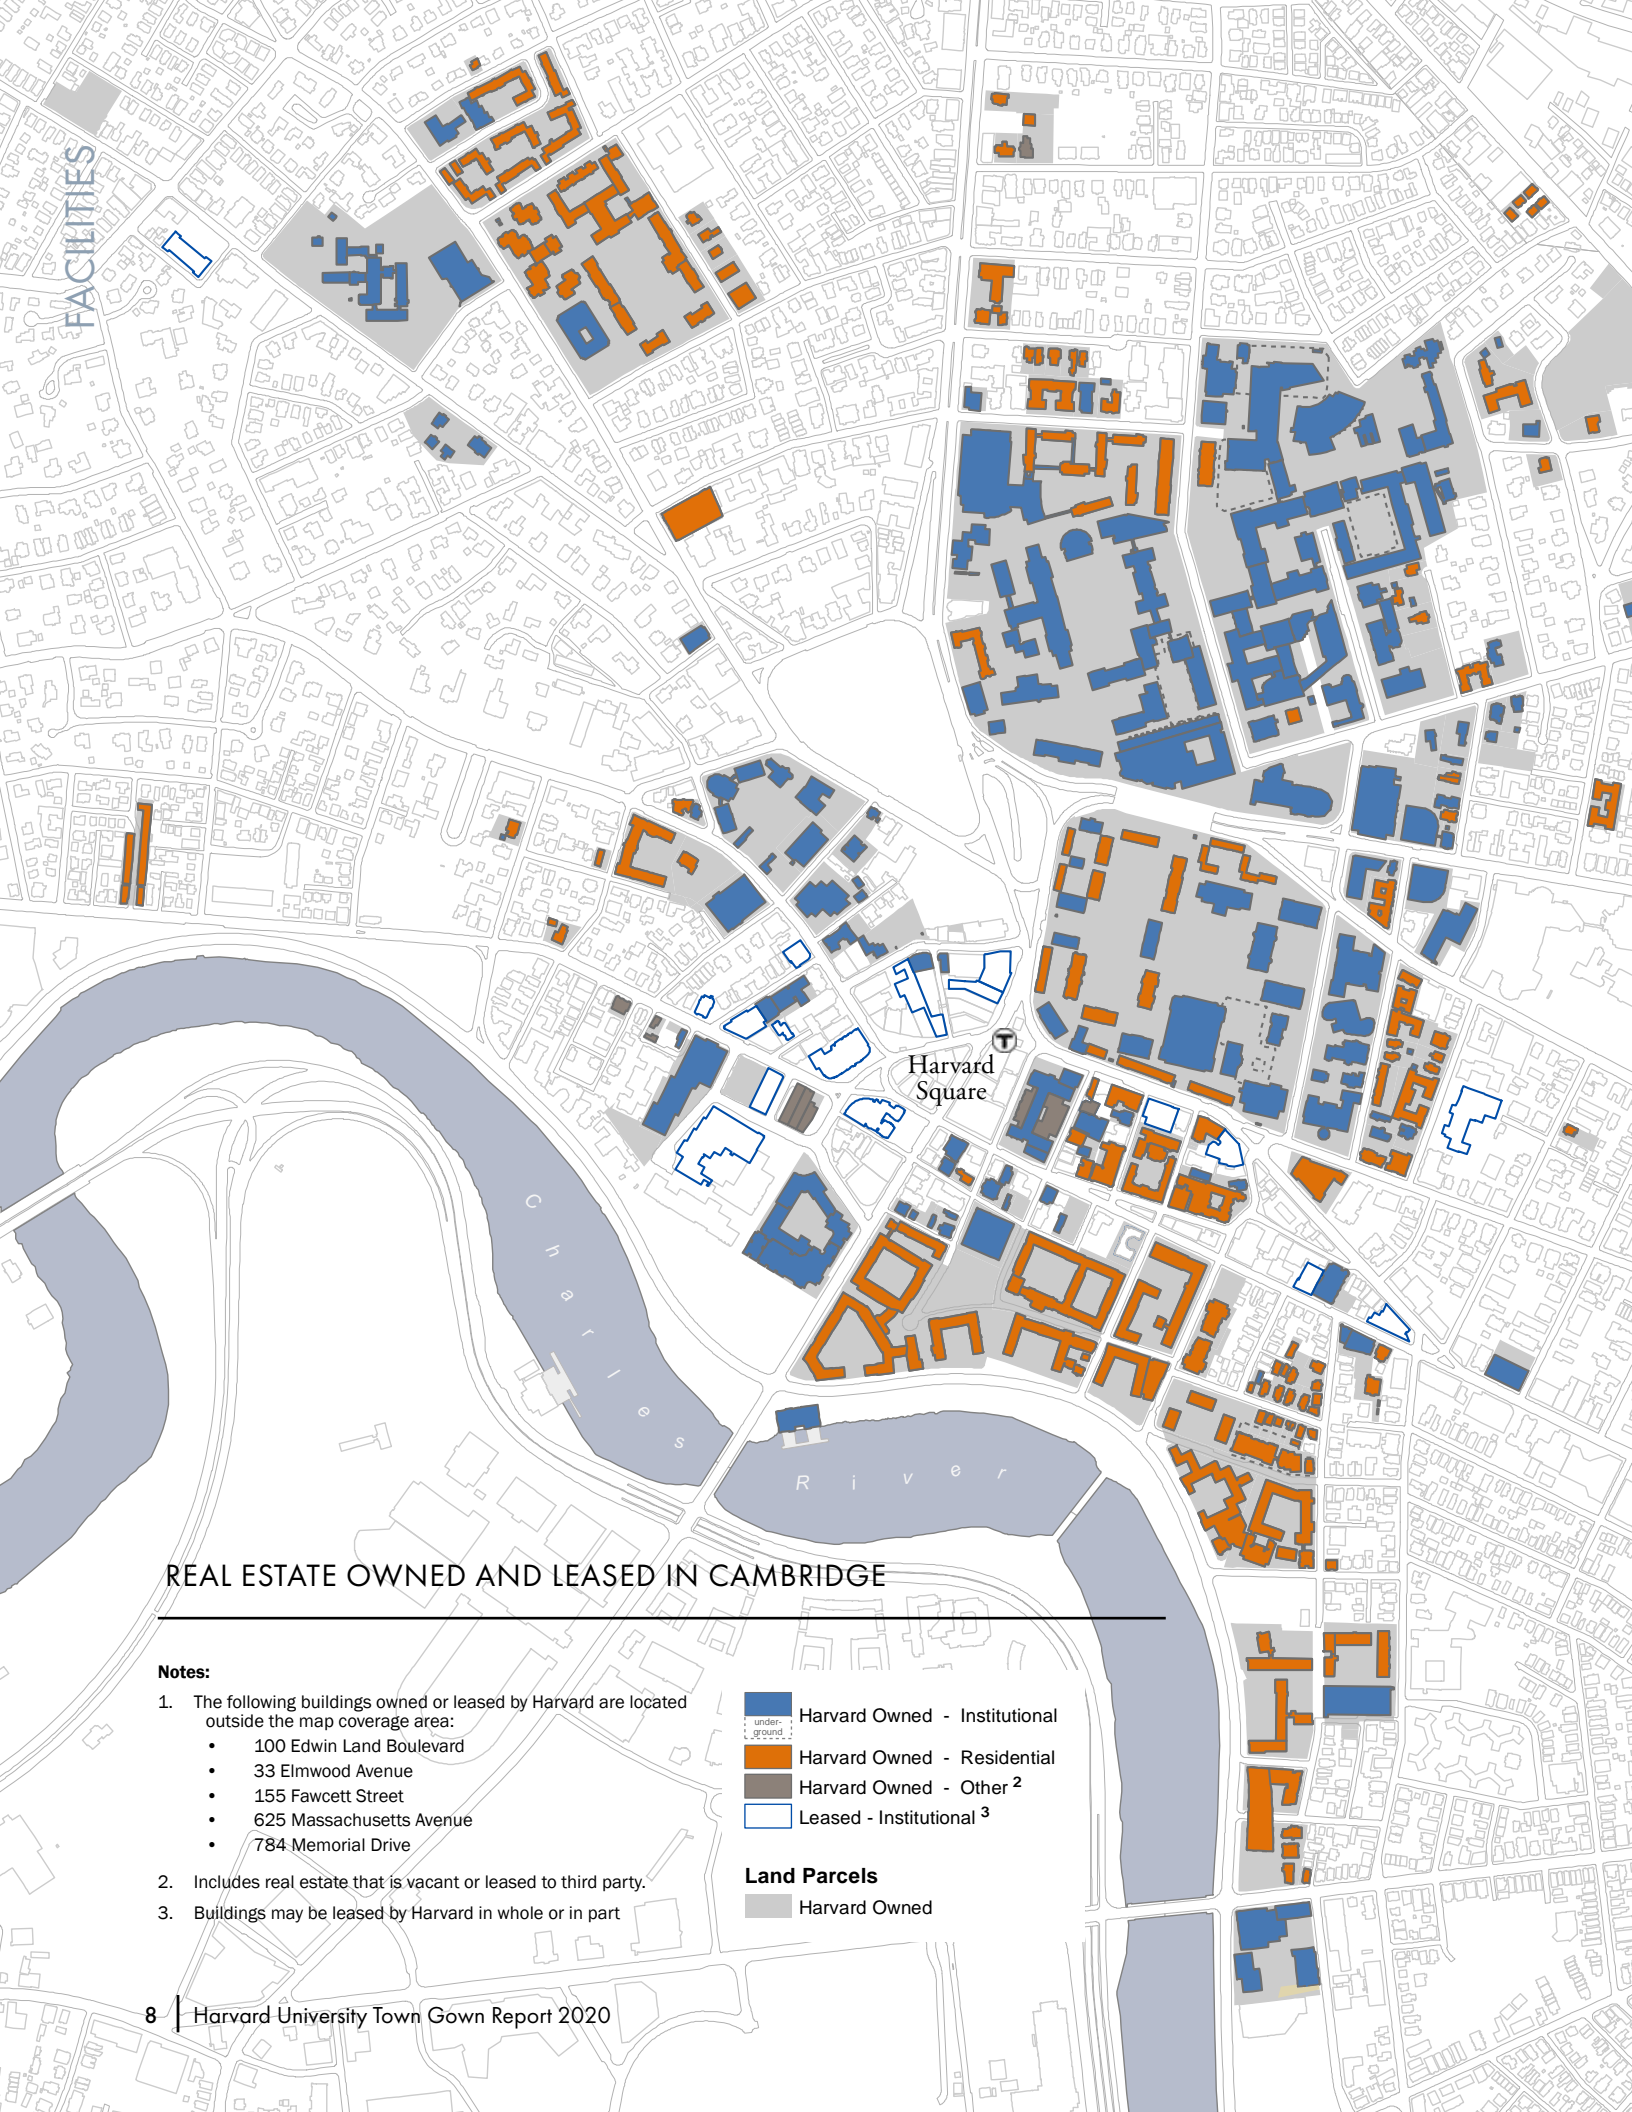 FACILITIES
Harvard
Square
T
Charles
River
REAL ESTATE OWNED AND LEASED IN CAMBRIDGE
Notes:
1. The following buildings owned or leased by Harvard are located
outside the map coverage area:
• 100 Edwin Land Boulevard
• 33 Elmwood Avenue
• 155 Fawcett Street
• 625 Massachusetts Avenue
• 784 Memorial Drive
2. Includes real estate that is vacant or leased to third party.
3. Buildings may be leased by Harvard in whole or in part
Harvard Owned - Institutional
under-
ground
Harvard Owned - Residential
Harvard Owned - Other 2
Leased - Institutional 3
Land Parcels
Harvard Owned
8 | Harvard University Town Gown Report 2020